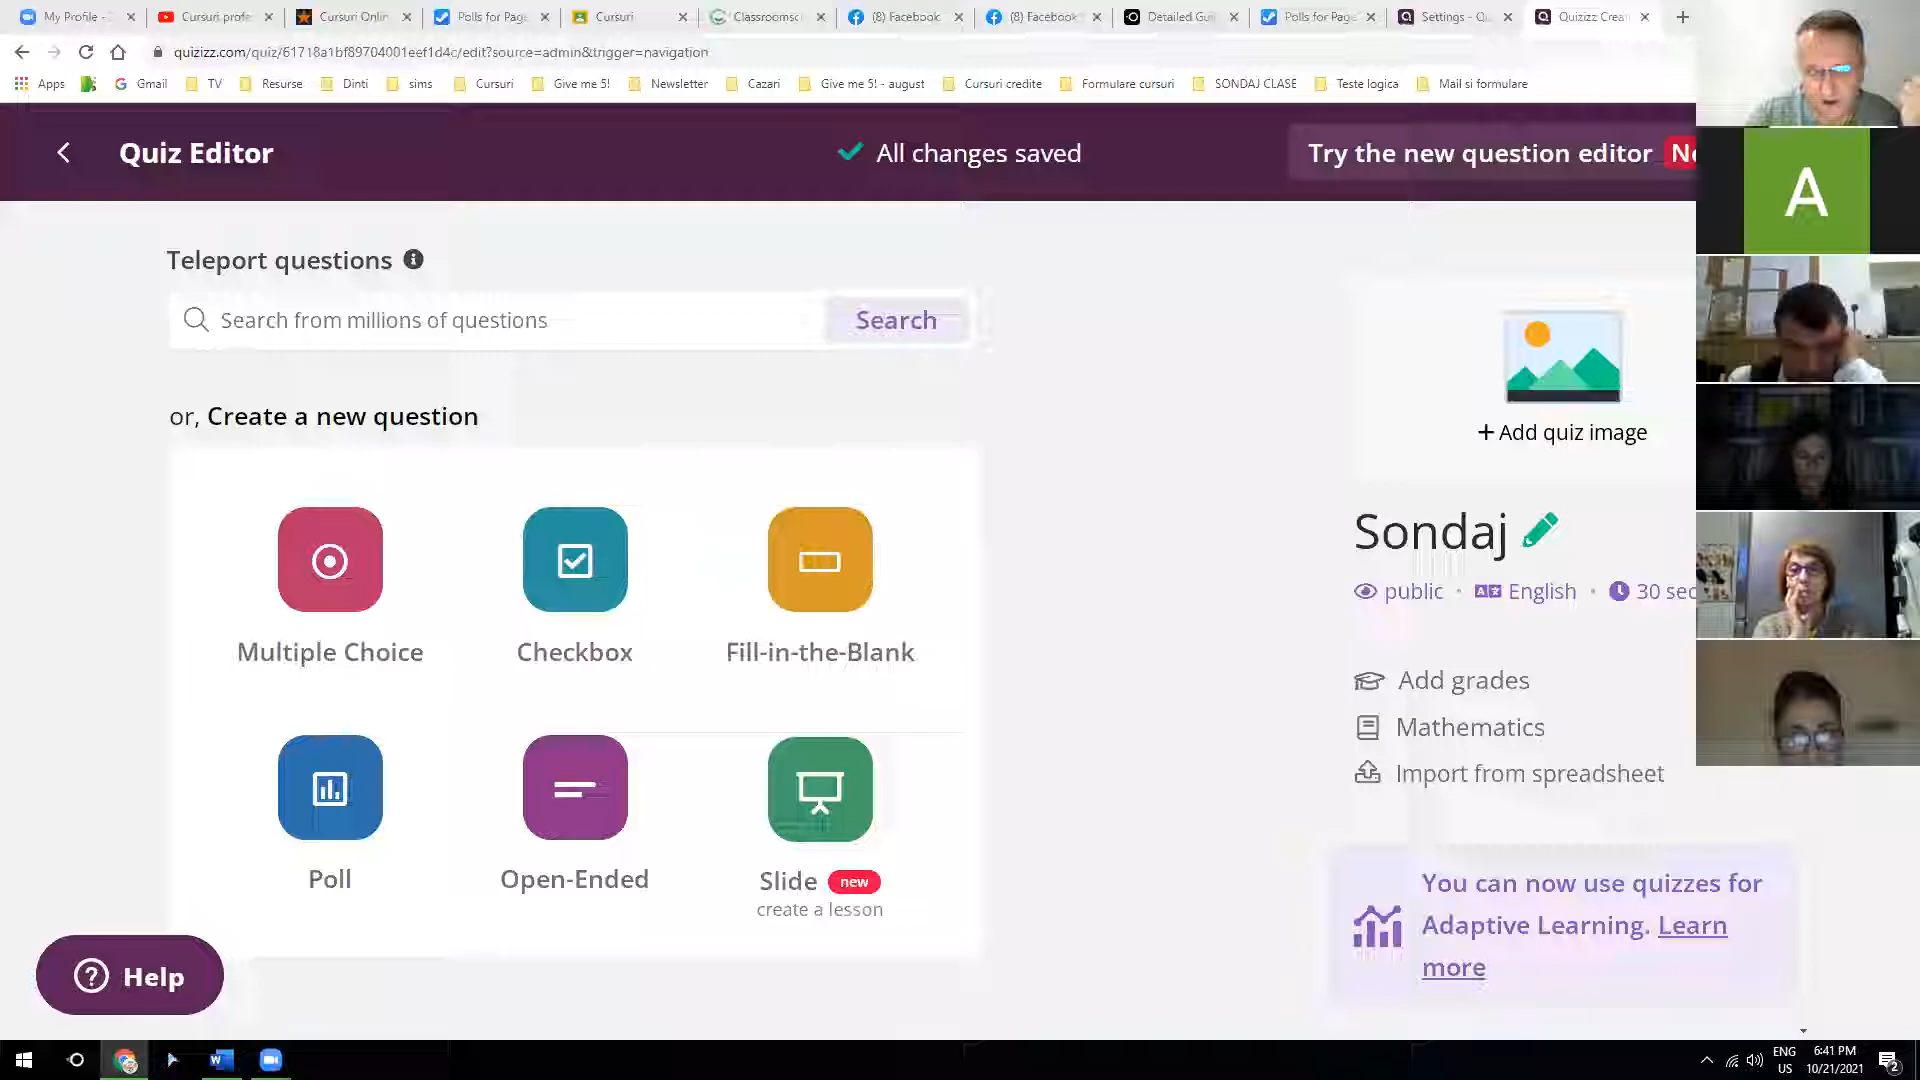 My Profile -
Cursuri profe
Cursuri Onlin
Polls for Page
Cursuri
Classroomscr
(8) Facebook
(8) Facebook
Detailed Gui
Polls for Page
Settings - Qu
Quizizz Crea
quizizz.com/quiz/61718a1bf89704001eef1d4c/edit?source=admin&trigger=navigation
Apps
Gmail
TV
Resurse
Dinti
sims
Cursuri
Give me 5!
Newsletter
Cazari
Give me 5! - august
Cursuri credite
Formulare cursuri
SONDAJ CLASE
Teste logica
Mail si formulare
Quiz Editor
All changes saved
Try the new question editor
A
Teleport questions
Search from millions of questions
Search
or, Create a new question
Multiple Choice
Checkbox
Fill-in-the-Blank
Poll
Open-Ended
Slide new
create a lesson
+ Add quiz image
Sondaj
public · English · 30 sec
Add grades
Mathematics
Import from spreadsheet
You can now use quizzes for
Adaptive Learning. Learn
more
Help
ENG
US
6:41 PM
10/21/2021
2